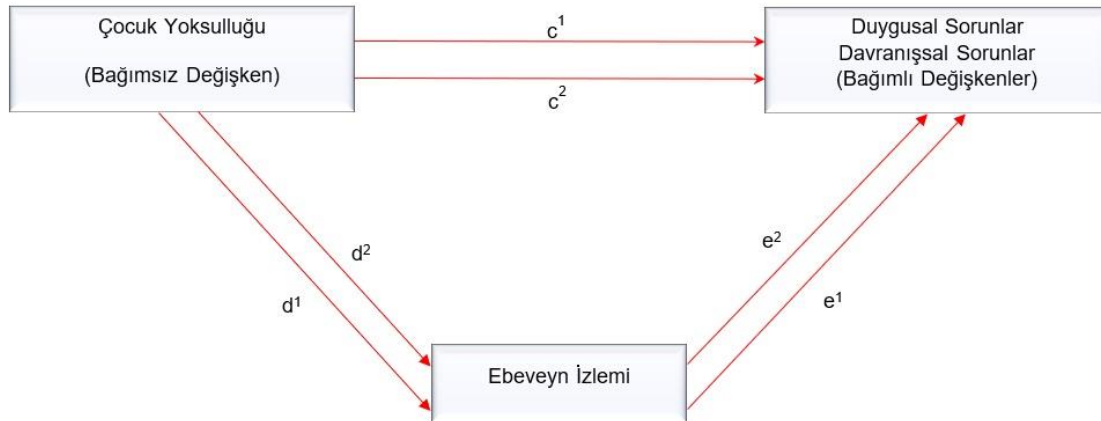 Çocuk Yoksulluğu
(Bağımsız Değişken)
c¹
c²
Duygusal Sorunlar
Davranışsal Sorunlar
(Bağımlı Değişkenler)
d²
d¹
e²
e¹
Ebeveyn İzlemi